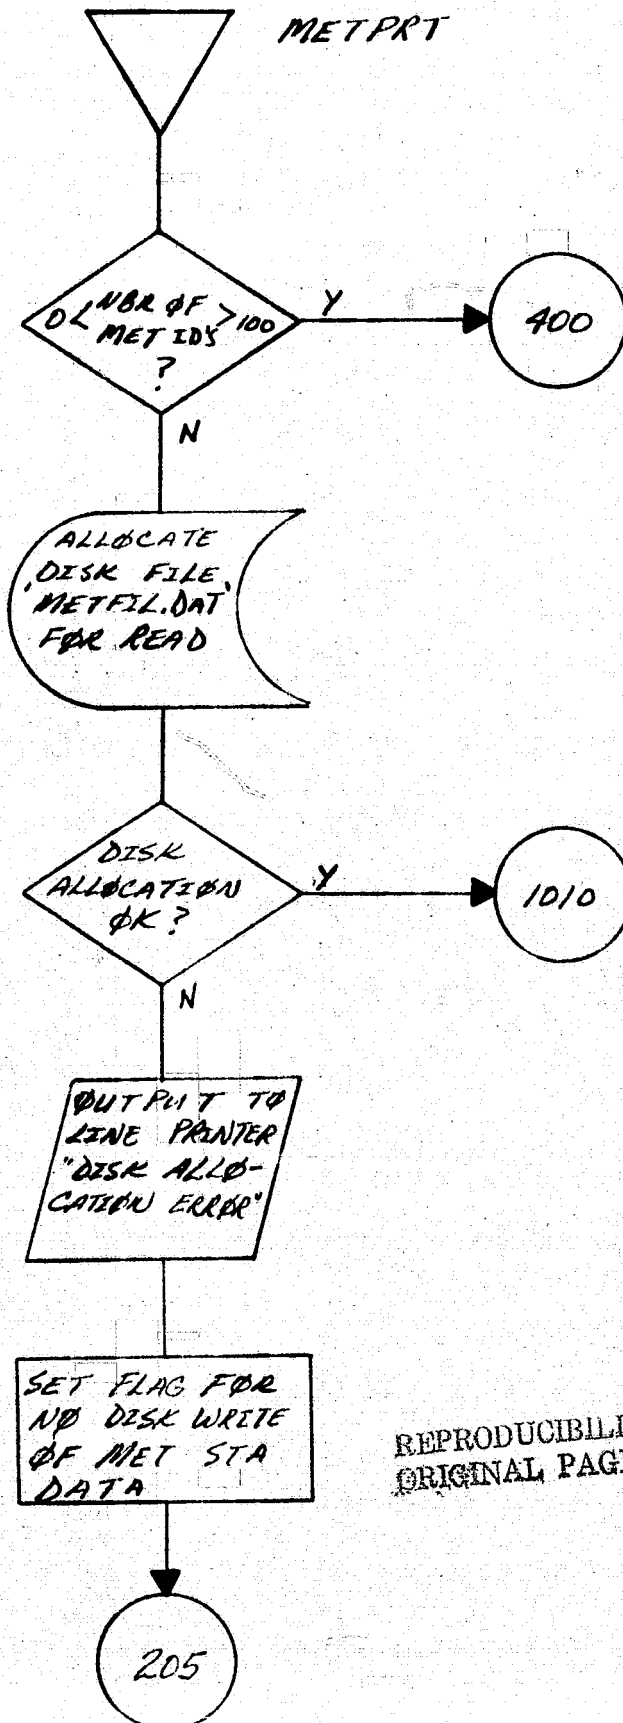 METPRT
0 < NBR ØF > 100
MET ID'S
?
Y
400
N
ALLØCATE
DISK FILE
'METFIL.DAT'
FØR READ
DISK
ALLØCATIØN
ØK?
Y
1010
N
ØUTPUT TØ
LINE PRINTER
"DISK ALLØ-
CATIØN ERRØR"
SET FLAG FØR
NØ DISK WRITE
ØF MET STA
DATA
REPRODUCIBILI
ORIGINAL PAG
205